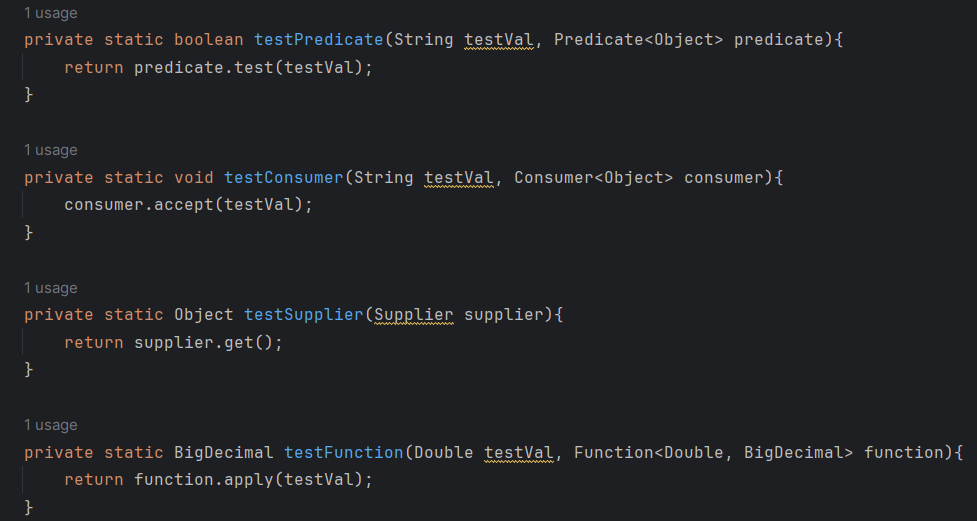 1 usage
private static boolean testPredicate(String testVal, Predicate<Object> predicate){
return predicate.test(testVal);
}
1 usage
private static void testConsumer(String testVal, Consumer<Object> consumer){
consumer.accept(testVal);
}
1 usage
private static Object testSupplier(Supplier supplier){
return supplier.get();
}
1 usage
private static BigDecimal testFunction(Double testVal, Function<Double, BigDecimal> function){
return function.apply(testVal);
}